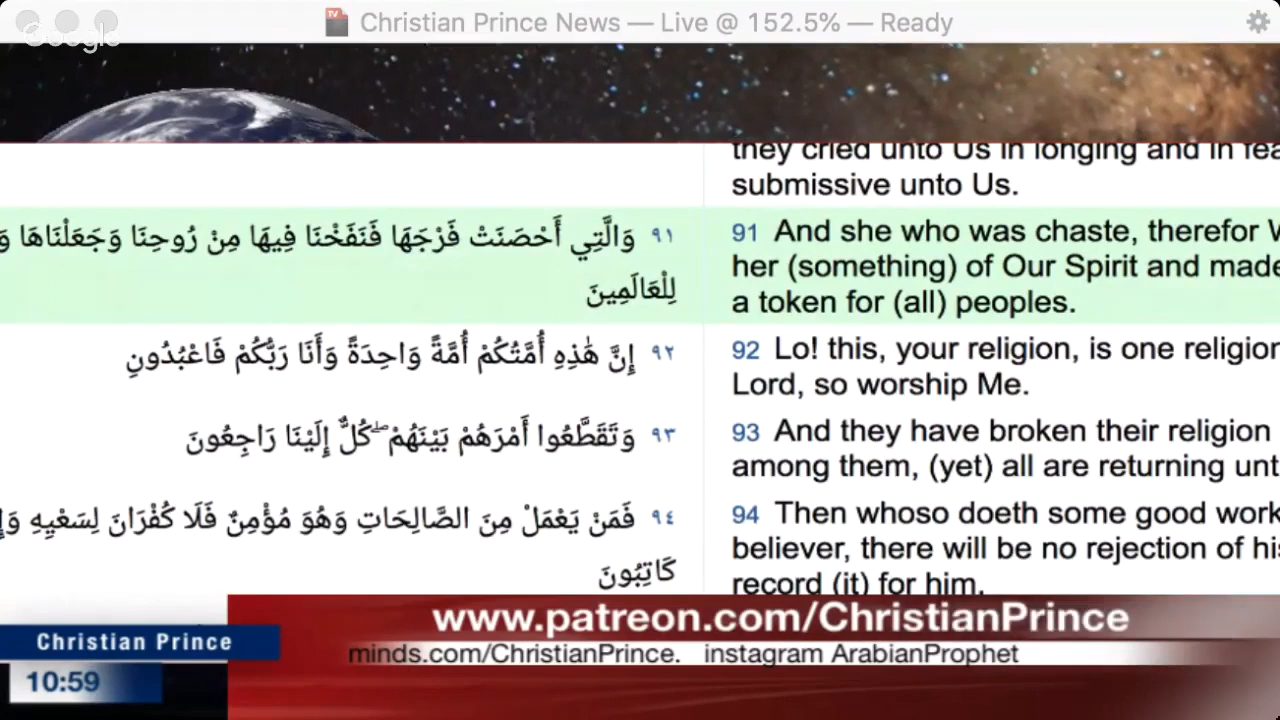 Christian Prince News — Live @ 152.5% — Ready
Google
they cried unto Us in longing and in
submissive unto Us.
٩١ وَالَّتِي أَحْصَنَتْ فَرْجَهَا فَنَفَخْنَا فِيهَا مِنْ رُوحِنَا وَجَعَلْنَاهَا
لِلْعَالَمِينَ
91 And she who was chaste, therefor
her (something) of Our Spirit and made
a token for (all) peoples.
٩٢ إِنَّ هَٰذِهِ أُمَّتُكُمْ أُمَّةً وَاحِدَةً وَأَنَا رَبُّكُمْ فَاعْبُدُونِ
92 Lo! this, your religion, is one religion
Lord, so worship Me.
٩٣ وَتَقَطَّعُوا أَمْرَهُمْ بَيْنَهُمْ ۖ كُلٌّ إِلَيْنَا رَاجِعُونَ
93 And they have broken their religion
among them, (yet) all are returning
٩٤ فَمَنْ يَعْمَلْ مِنَ الصَّالِحَاتِ وَهُوَ مُؤْمِنٌ فَلَا كُفْرَانَ لِسَعْيِهِ
كَاتِبُونَ
94 Then whoso doeth some good work
believer, there will be no rejection of
record (it) for him.
www.patreon.com/ChristianPrince
Christian Prince
minds.com/ChristianPrince. instagram ArabianProphet
10:59